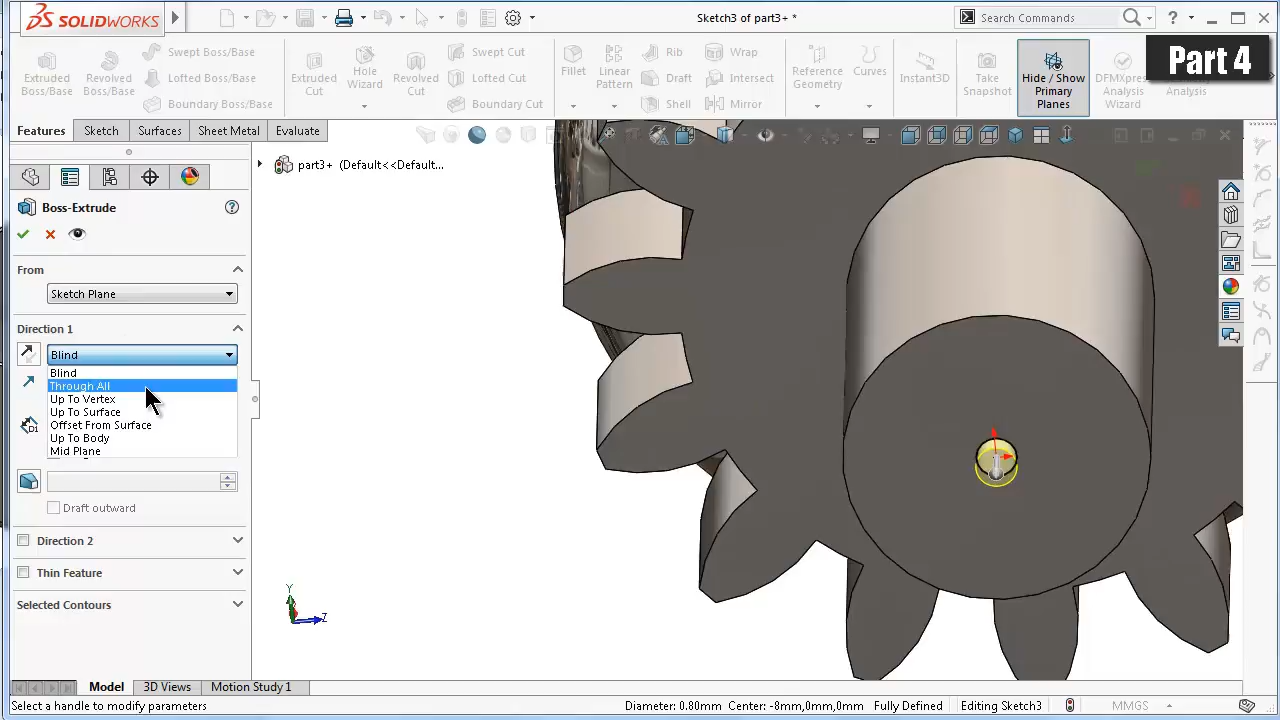 SOLIDWORKS
Sketch3 of part3+ *
Search Commands
Part 4
Extruded Boss/Base
Revolved Boss/Base
Swept Boss/Base
Lofted Boss/Base
Boundary Boss/Base
Extruded Cut
Hole Wizard
Revolved Cut
Swept Cut
Lofted Cut
Boundary Cut
Fillet
Linear Pattern
Rib
Draft
Shell
Wrap
Intersect
Mirror
Reference Geometry
Curves
Instant3D
Take Snapshot
Hide / Show Primary Planes
DFMXpress Analysis Wizard
Analysis
Features
Sketch
Surfaces
Sheet Metal
Evaluate
part3+ (Default<<Default...
Boss-Extrude
From
Sketch Plane
Direction 1
Blind
Blind
Through All
Up To Vertex
Up To Surface
Offset From Surface
Up To Body
Mid Plane
Draft outward
Direction 2
Thin Feature
Selected Contours
Y
Z
Model
3D Views
Motion Study 1
Select a handle to modify parameters
Diameter: 0.80mm Center: -8mm,0mm,0mm
Fully Defined
Editing Sketch3
MMGS